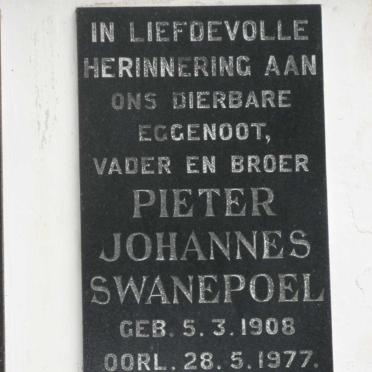 IN LIEFDEVOLLE
HERINNERING AAN
ONS DIERBARE
EGGENOOT,
VADER EN BROER
PIETER
JOHANNES
SWANEPOEL
GEB. 5.3.1908
OORL. 28.5.1977.